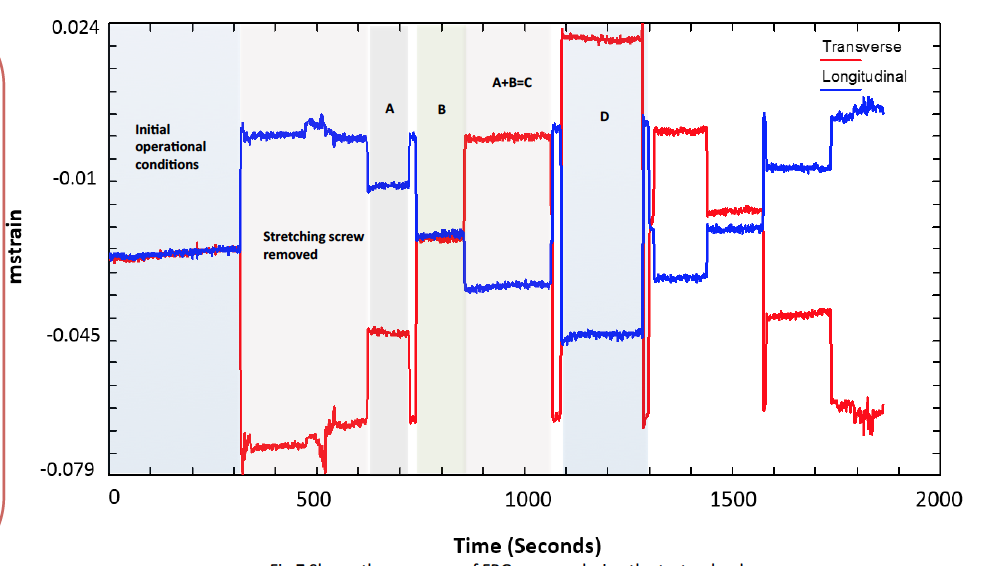 0.024
-0.01
-0.045
-0.079
mstrain
Initial
operational
conditions
Stretching screw
removed
A
B
A+B=C
D
Transverse
Longitudinal
0
500
1000
1500
2000
Time (Seconds)